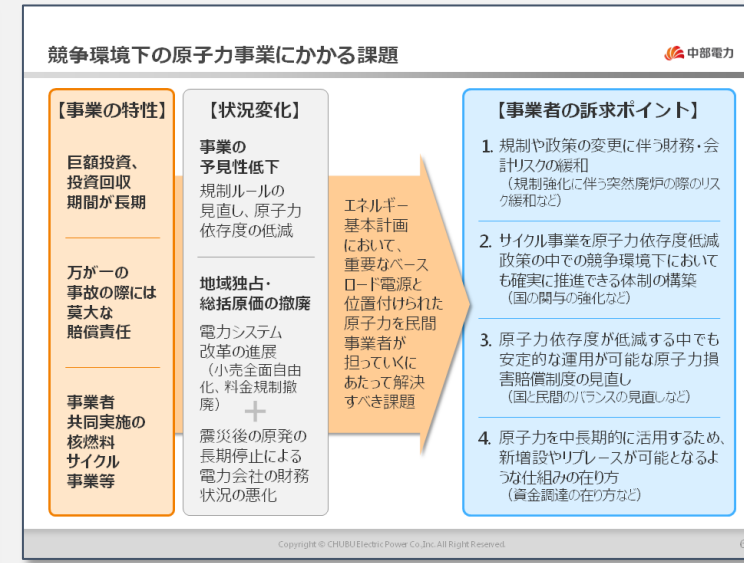 競争環境下の原子力事業にかかる課題
中部電力
【事業の特性】
巨額投資、
投資回収
期間が長期
万が一の
事故の際には
莫大な
賠償責任
事業者
共同実施の
核燃料
サイクル
事業等
【状況変化】
事業の
予見性低下
規制ルールの
見直し、原子力
依存度の低減
地域独占・
総括原価の撤廃
電力システム
改革の進展
（小売全面自由
化、料金規制撤
廃）
＋
震災後の原発の
長期停止による
電力会社の財務
状況の悪化
エネルギー
基本計画
において、
重要なベース
ロード電源と
位置付けられた
原子力を民間
事業者が
担っていくに
あたって解決
すべき課題
【事業者の訴求ポイント】
1. 規制や政策の変更に伴う財務・会
計リスクの緩和
（規制強化に伴う突然廃炉の際のリス
ク緩和など）
2. サイクル事業を原子力依存度低減
政策の中での競争環境下において
も確実に推進できる体制の構築
（国の関与の強化など）
3. 原子力依存度が低減する中でも
安定的な運用が可能な原子力損
害賠償制度の見直し
（国と民間のバランスの見直しなど）
4. 原子力を中長期的に活用するため、
新増設やリプレースが可能となるよ
うな仕組みの在り方
（資金調達の在り方など）
Copyright © CHUBU Electric Power Co.,Inc. All Right Reserved.